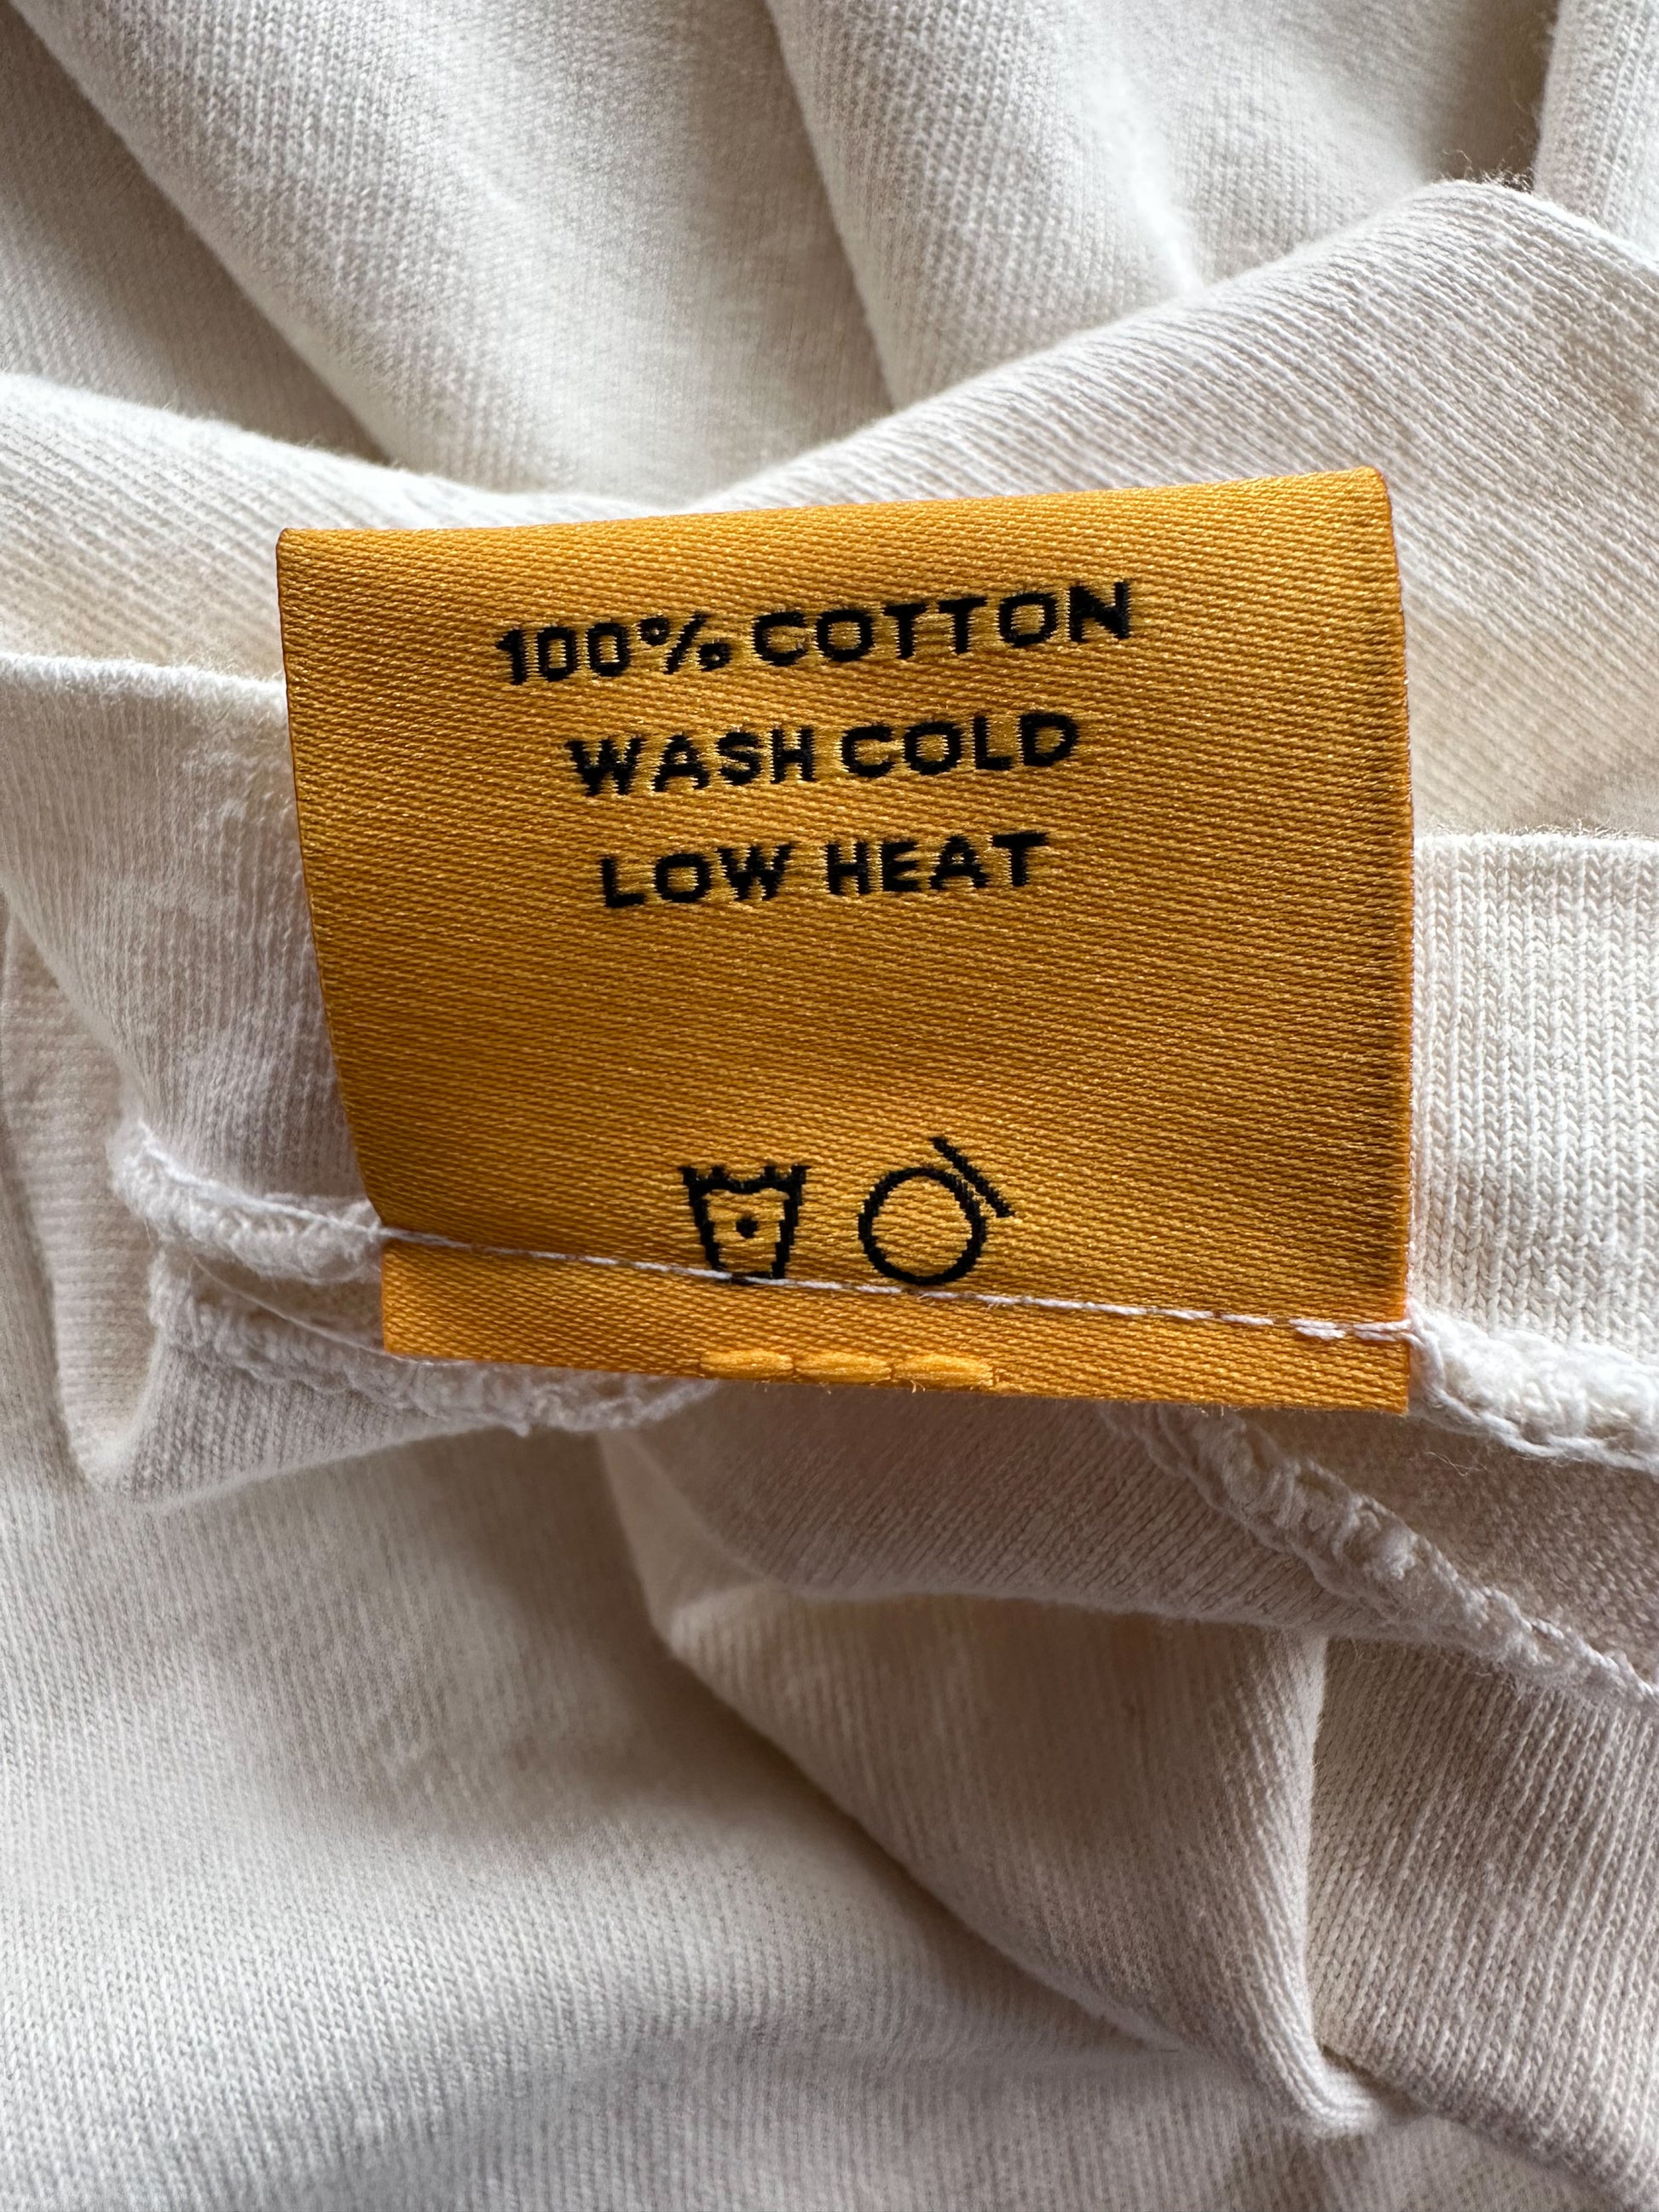 100% COTTON
WASH COLD
LOW HEAT